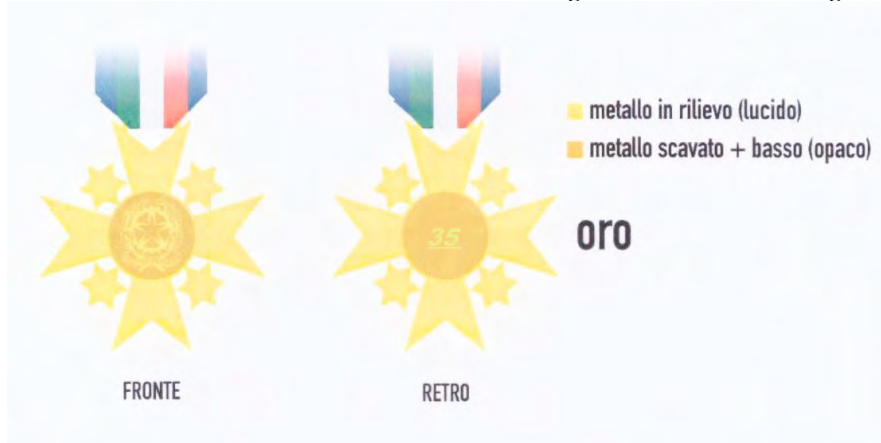 metallo in rilievo (lucido)
metallo scavato + basso (opaco)
oro
35
FRONTE
RETRO